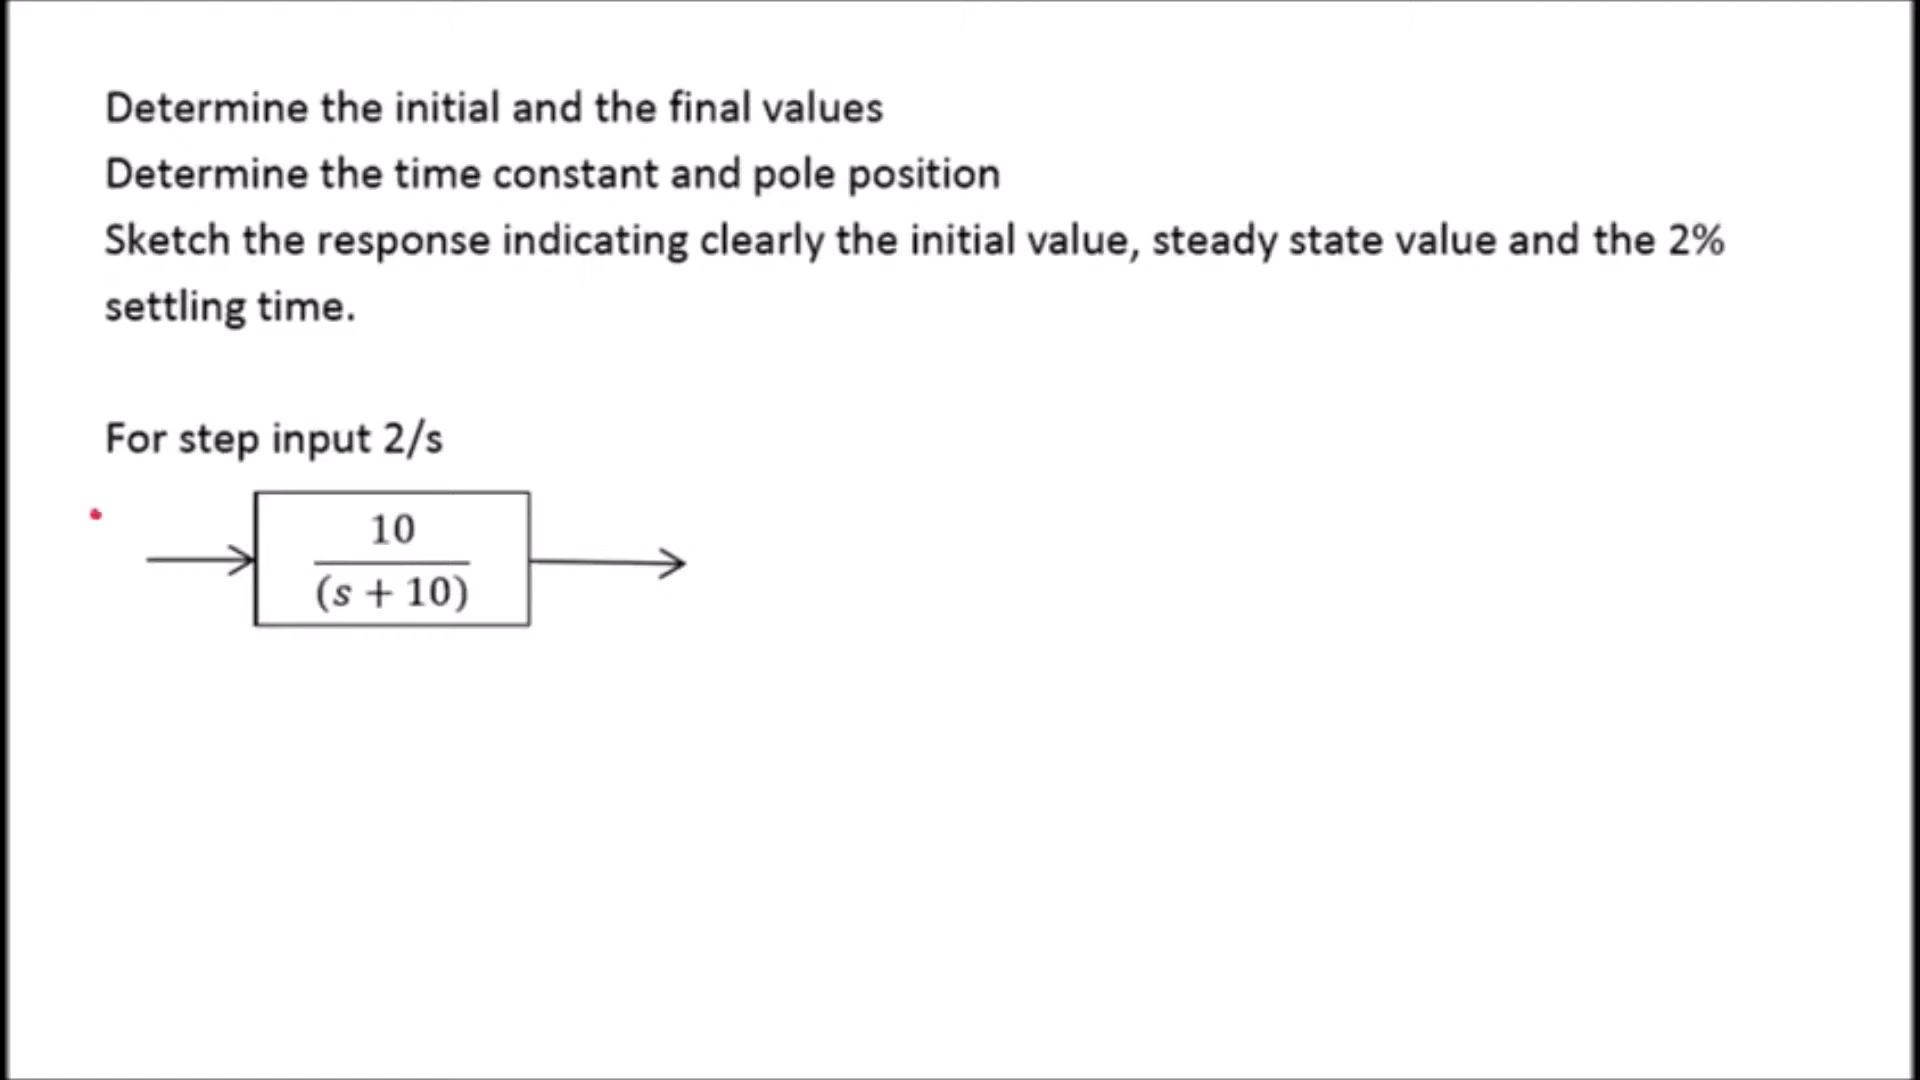 Determine the initial and the final values
Determine the time constant and pole position
Sketch the response indicating clearly the initial value, steady state value and the 2%
settling time.
For step input 2/s
10
(s + 10)